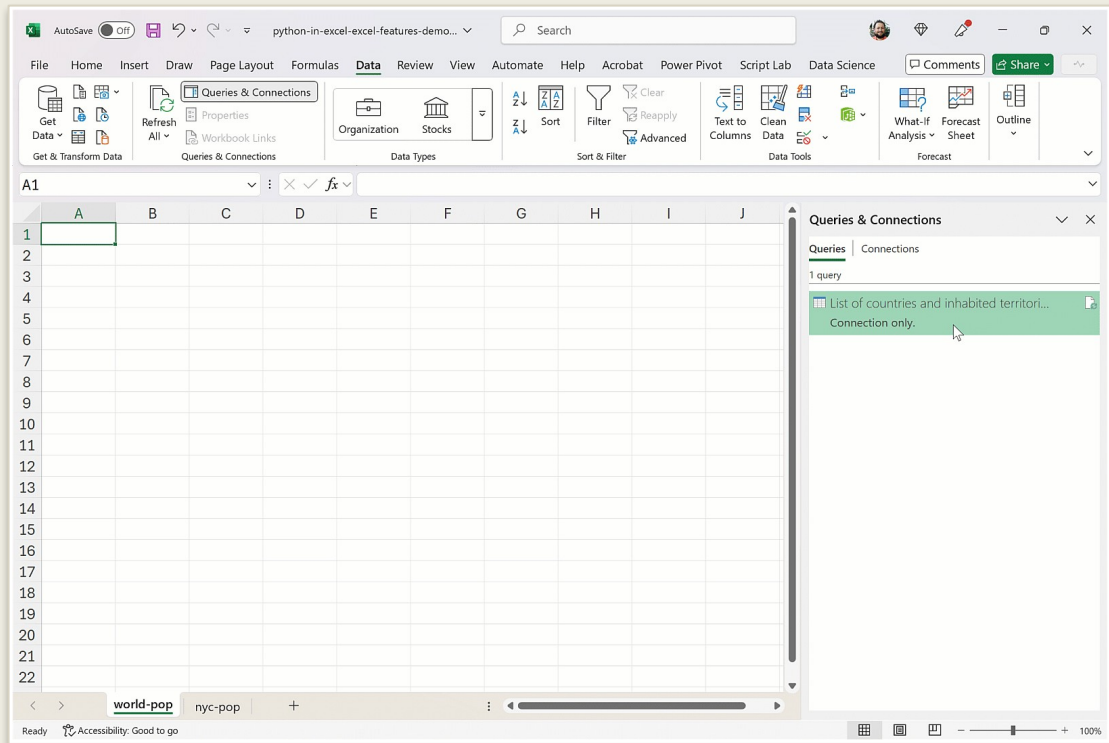 AutoSave Off python-in-excel-excel-features-demo... Search
File Home Insert Draw Page Layout Formulas Data Review View Automate Help Acrobat Power Pivot Script Lab Data Science Comments Share
Get Data
Get & Transform Data
Refresh All
Queries & Connections
Properties
Workbook Links
Queries & Connections
Organization Stocks
Data Types
Sort
Filter
Clear
Reapply
Advanced
Sort & Filter
Text to Columns
Clean Data
Data Tools
What-If Analysis
Forecast Sheet
Forecast
Outline
A1 fx
A B C D E F G H I J
1
2
3
4
5
6
7
8
9
10
11
12
13
14
15
16
17
18
19
20
21
22
Queries & Connections
Queries Connections
1 query
List of countries and inhabited territori...
Connection only.
world-pop nyc-pop
Ready Accessibility: Good to go 100%